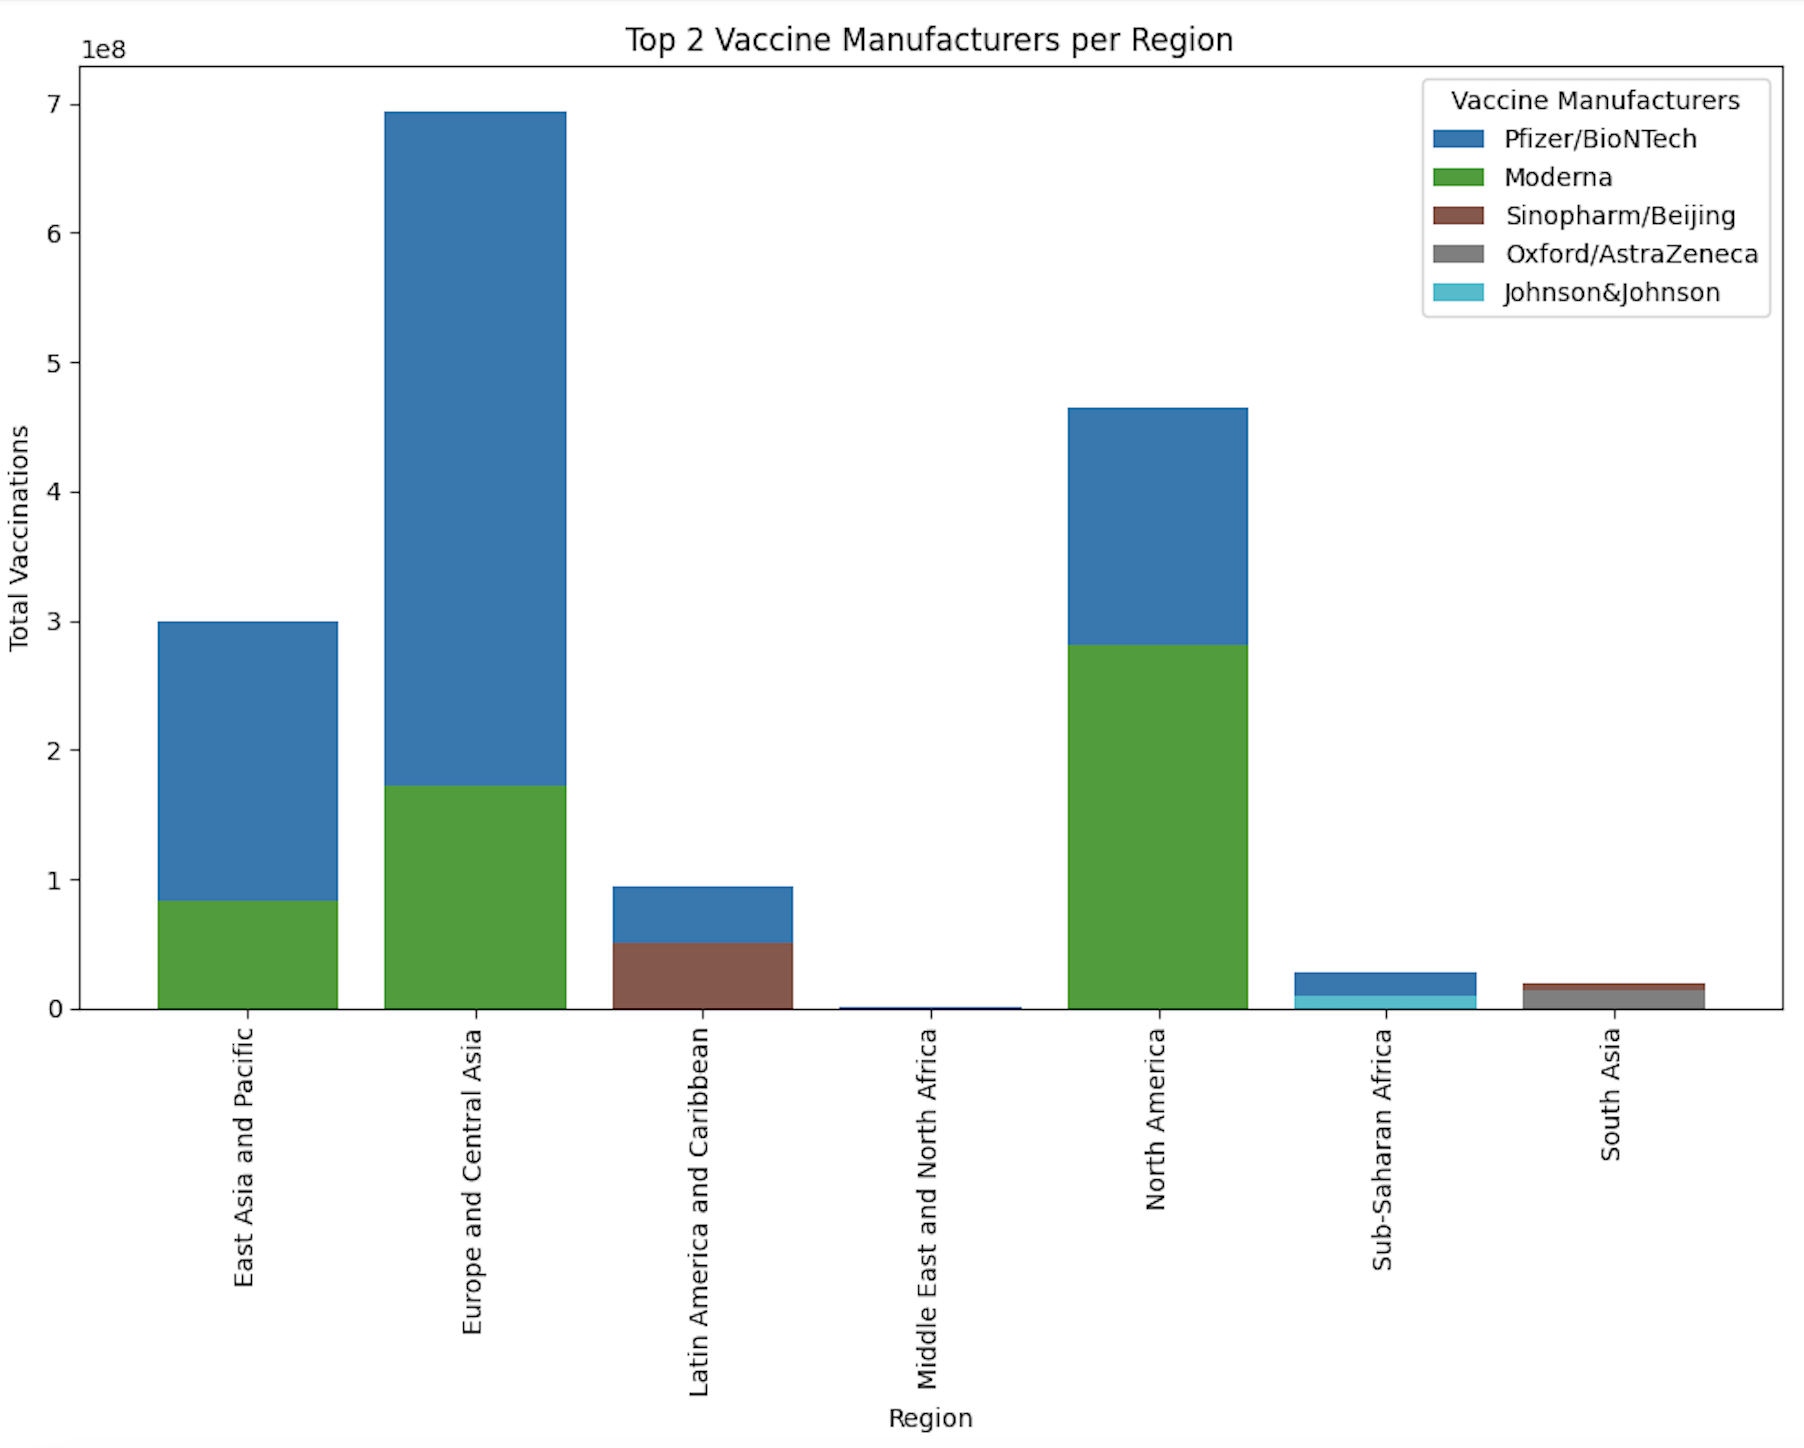 Top 2 Vaccine Manufacturers per Region
1e8
7
6
5
4
3
2
1
0
Total Vaccinations
Vaccine Manufacturers
Pfizer/BioNTech
Moderna
Sinopharm/Beijing
Oxford/AstraZeneca
Johnson&Johnson
East Asia and Pacific
Europe and Central Asia
Latin America and Caribbean
Middle East and North Africa
North America
Sub-Saharan Africa
South Asia
Region